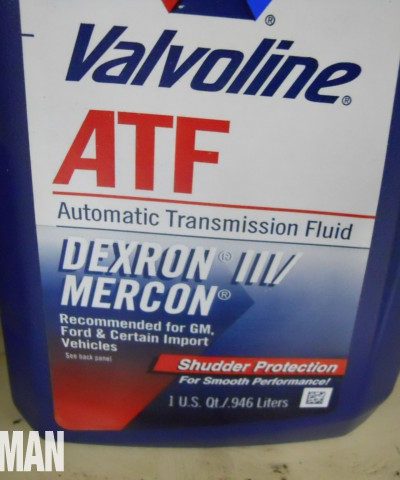 Valvoline®
ATF
Automatic Transmission Fluid
DEXRON® III/
MERCON®
Recommended for GM,
Ford & Certain Import
Vehicles
See back panel
Shudder Protection
For Smooth Performance!
1 U.S. Qt./.946 Liters
MAN